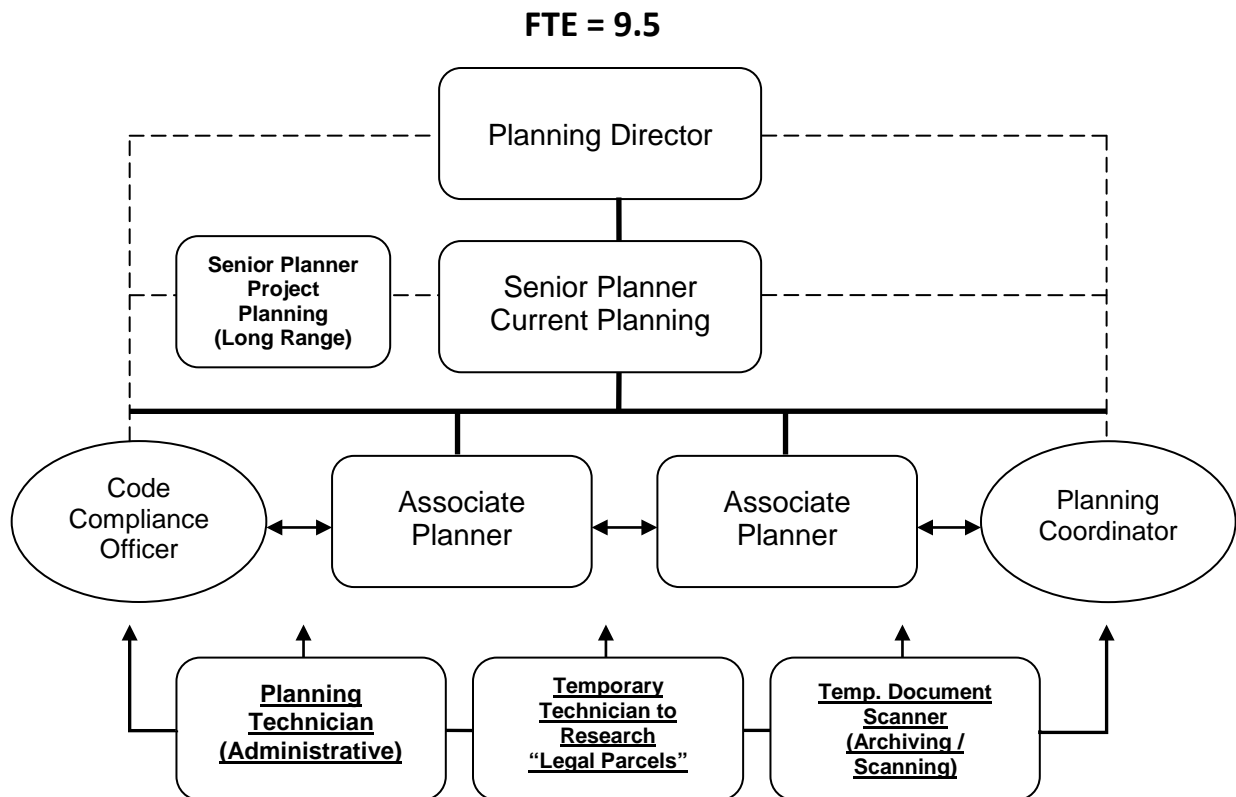 FTE = 9.5
Planning Director
Senior Planner
Project
Planning
(Long Range)
Senior Planner
Current Planning
Code
Compliance
Officer
Associate
Planner
Associate
Planner
Planning
Coordinator
Planning
Technician
(Administrative)
Temporary
Technician to
Research
“Legal Parcels”
Temp. Document
Scanner
(Archiving /
Scanning)